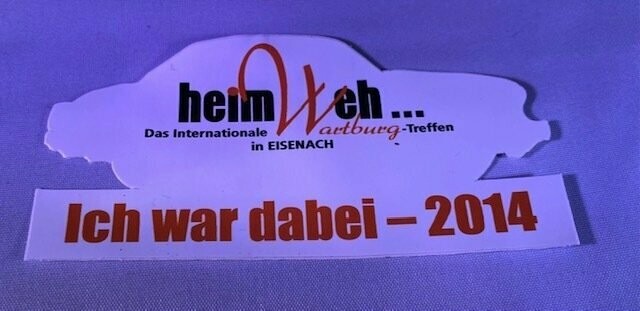 heimWeh ...
Das Internationale Wartburg-Treffen
in EISENACH
Ich war dabei – 2014